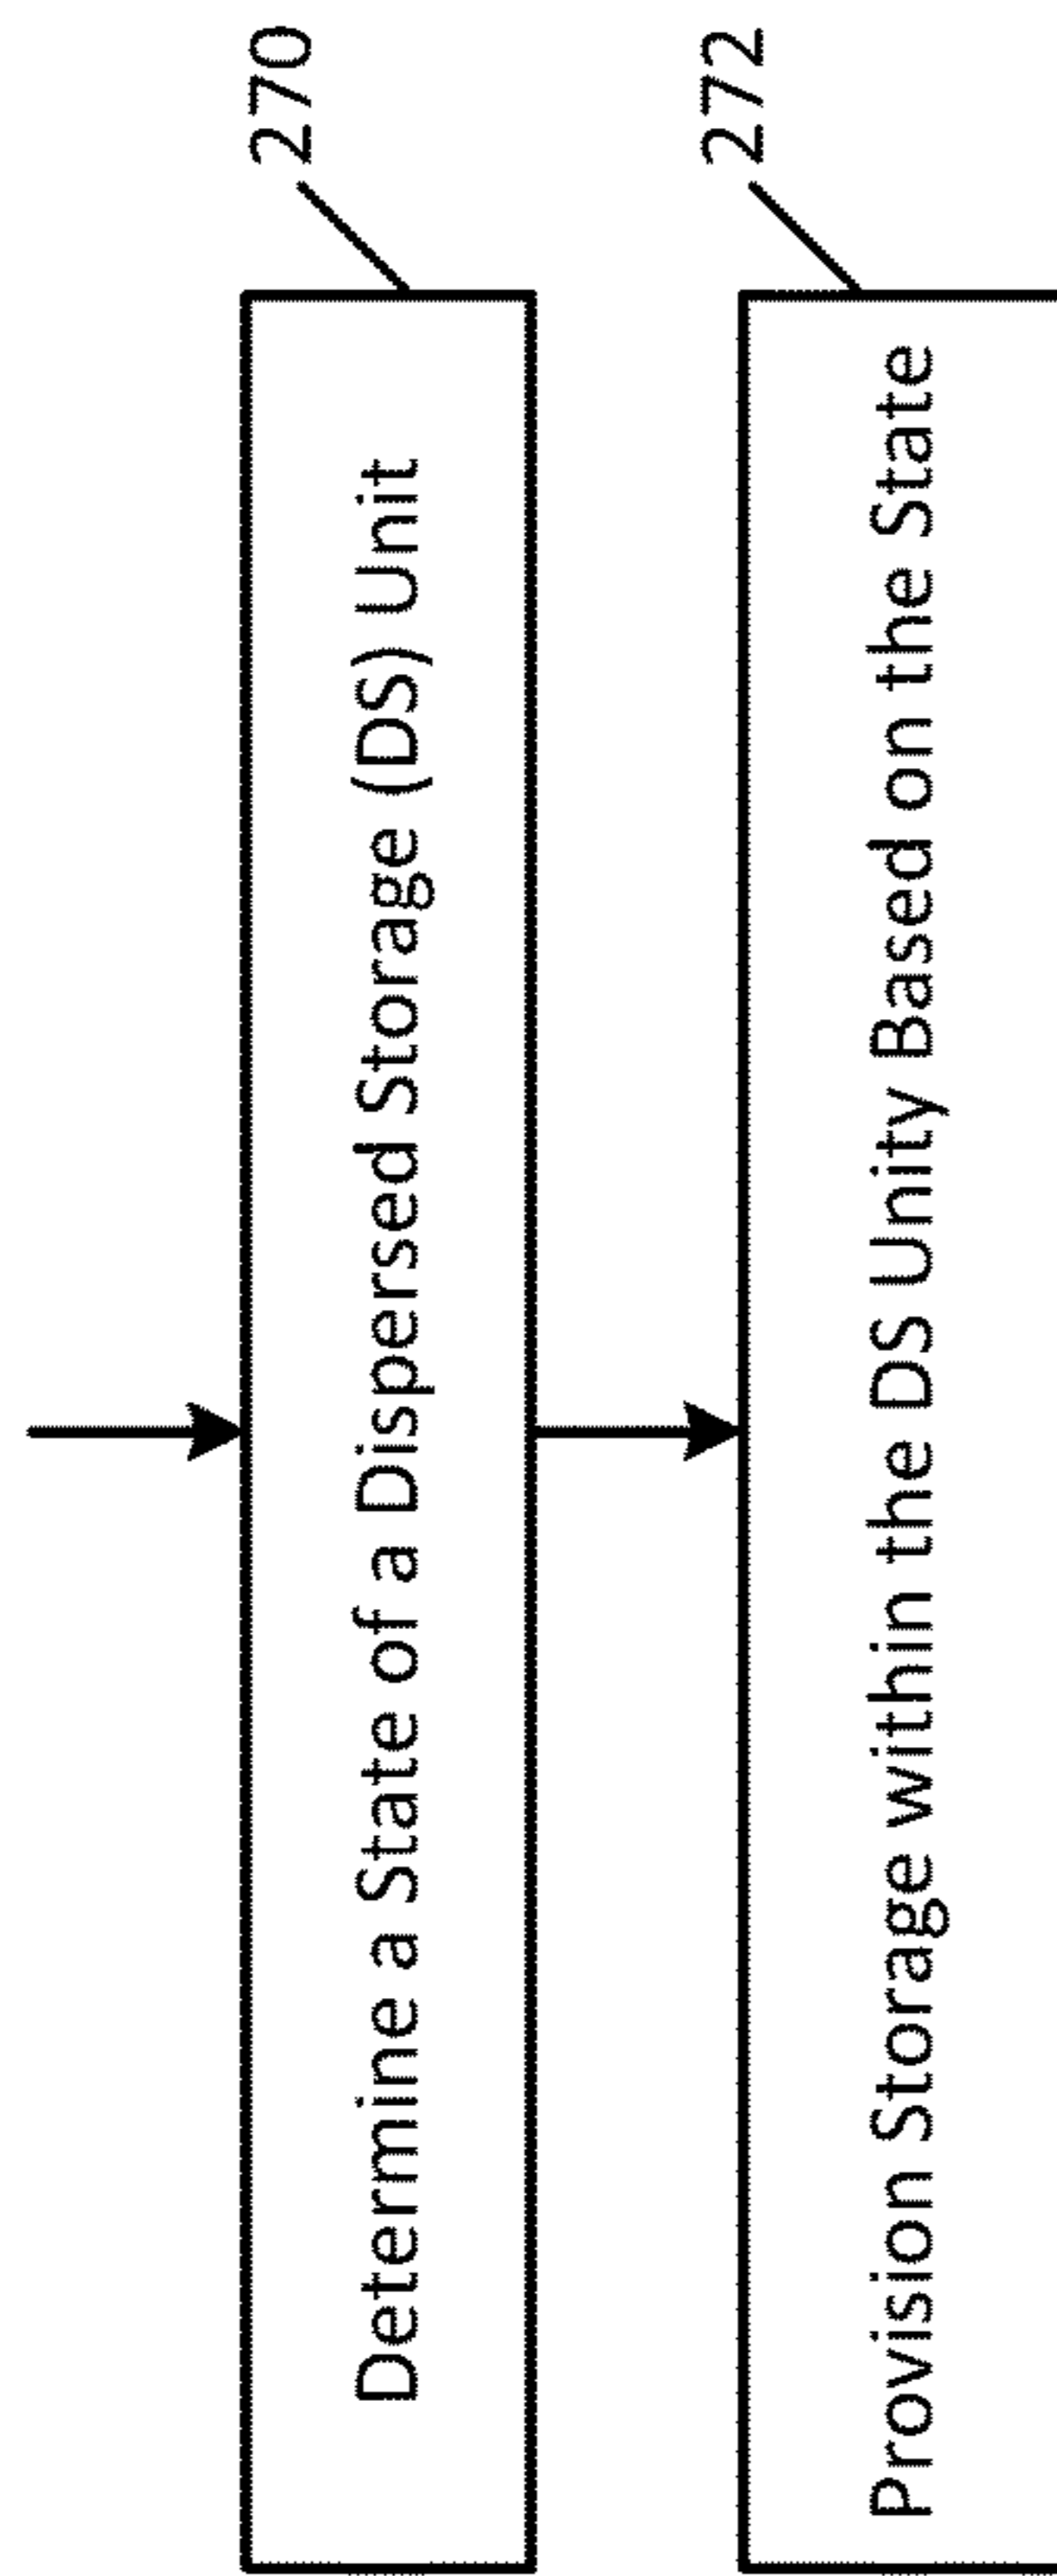 270
Determine a State of a Dispersed Storage (DS) Unit
272
Provision Storage within the DS Unity Based on the State